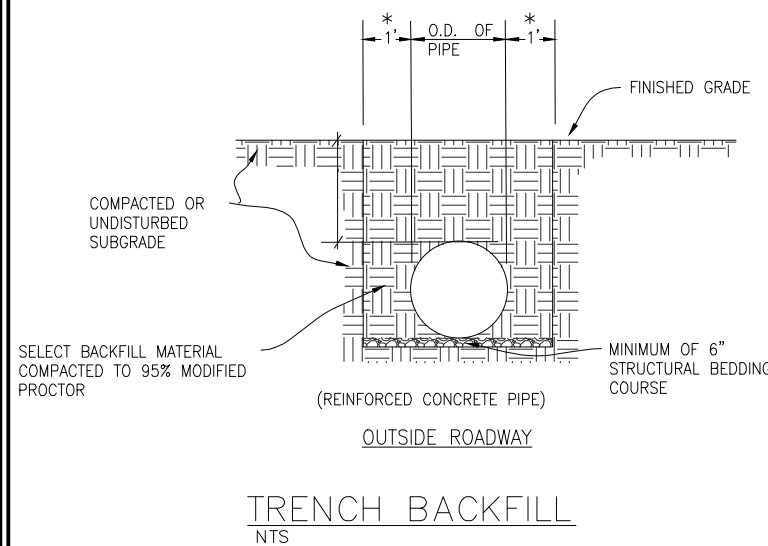 *
1'
O.D. OF
PIPE
*
1'
FINISHED GRADE
COMPACTED OR
UNDISTURBED
SUBGRADE
SELECT BACKFILL MATERIAL
COMPACTED TO 95% MODIFIED
PROCTOR
MINIMUM OF 6"
STRUCTURAL BEDDING
COURSE
(REINFORCED CONCRETE PIPE)
OUTSIDE ROADWAY
TRENCH BACKFILL
NTS